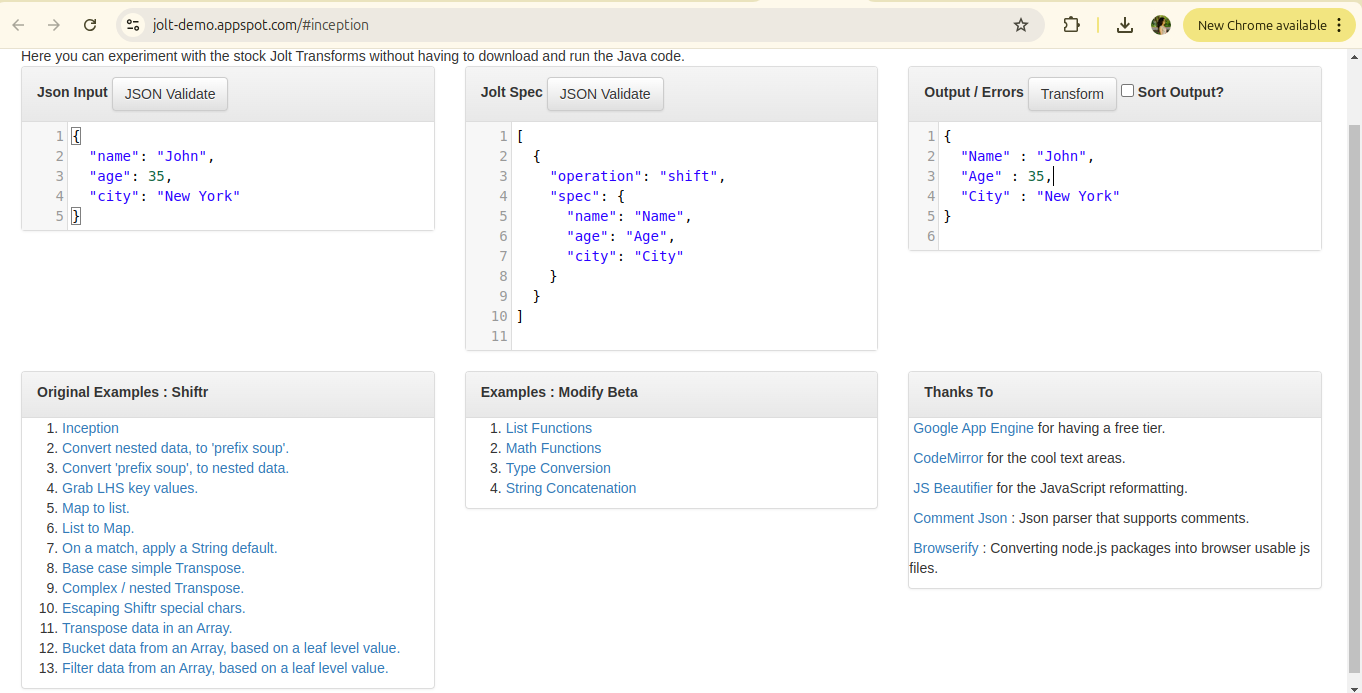 jolt-demo.appspot.com/#inception
New Chrome available
Here you can experiment with the stock Jolt Transforms without having to download and run the Java code.
Json Input JSON Validate
1 {
2 "name": "John",
3 "age": 35,
4 "city": "New York"
5 }
Jolt Spec JSON Validate
1 [
2 {
3 "operation": "shift",
4 "spec": {
5 "name": "Name",
6 "age": "Age",
7 "city": "City"
8 }
9 }
10 ]
11
Output / Errors Transform Sort Output?
1 {
2 "Name" : "John",
3 "Age" : 35,
4 "City" : "New York"
5 }
6
Original Examples : Shiftr
1. Inception
2. Convert nested data, to 'prefix soup'.
3. Convert 'prefix soup', to nested data.
4. Grab LHS key values.
5. Map to list.
6. List to Map.
7. On a match, apply a String default.
8. Base case simple Transpose.
9. Complex / nested Transpose.
10. Escaping Shiftr special chars.
11. Transpose data in an Array.
12. Bucket data from an Array, based on a leaf level value.
13. Filter data from an Array, based on a leaf level value.
Examples : Modify Beta
1. List Functions
2. Math Functions
3. Type Conversion
4. String Concatenation
Thanks To
Google App Engine for having a free tier.
CodeMirror for the cool text areas.
JS Beautifier for the JavaScript reformatting.
Comment Json : Json parser that supports comments.
Browserify : Converting node.js packages into browser usable js
files.